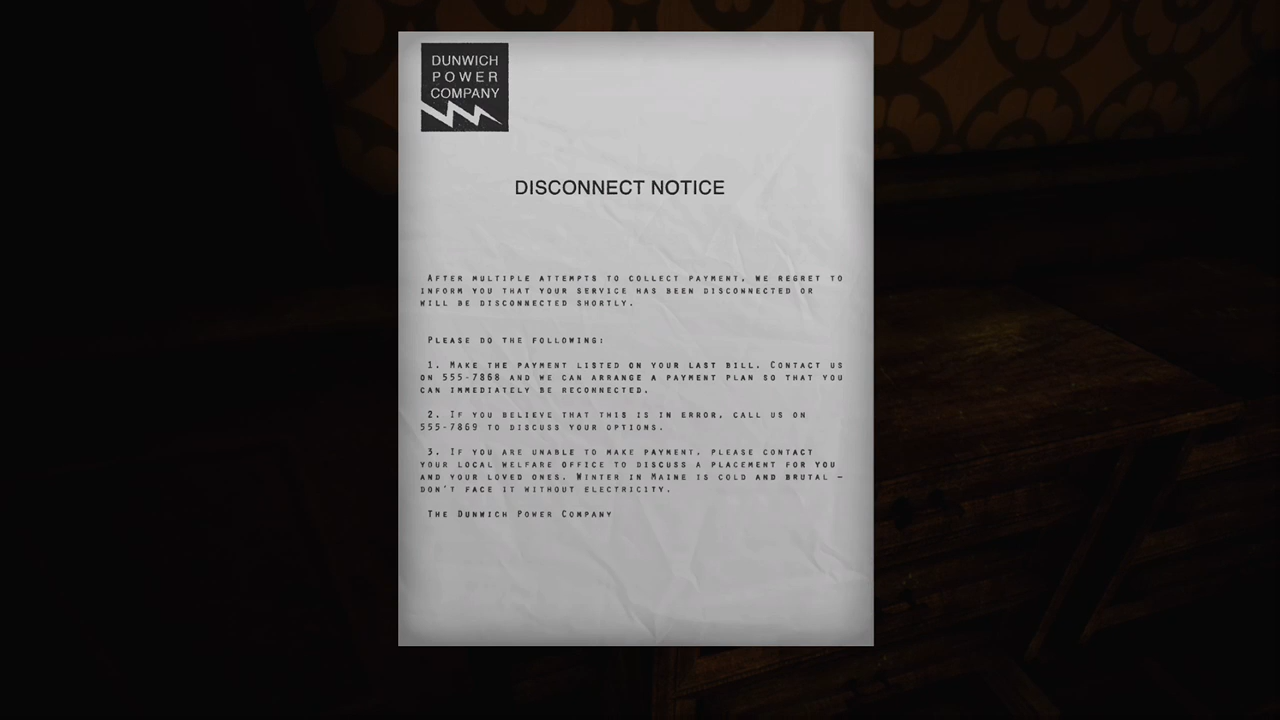 DUNWICH
POWER
COMPANY
DISCONNECT NOTICE
AFTER MULTIPLE ATTEMPTS TO COLLECT PAYMENT, WE REGRET TO
INFORM YOU THAT YOUR SERVICE HAS BEEN DISCONNECTED OR
WILL BE DISCONNECTED SHORTLY.
PLEASE DO THE FOLLOWING:
1. MAKE THE PAYMENT LISTED ON YOUR LAST BILL. CONTACT US
ON 555-7868 AND WE CAN ARRANGE A PAYMENT PLAN SO THAT YOU
CAN IMMEDIATELY BE RECONNECTED.
2. IF YOU BELIEVE THAT THIS IS IN ERROR, CALL US ON
555-7869 TO DISCUSS YOUR OPTIONS.
3. IF YOU ARE UNABLE TO MAKE PAYMENT, PLEASE CONTACT
YOUR LOCAL WELFARE OFFICE TO DISCUSS A PLACEMENT FOR YOU
AND YOUR LOVED ONES. WINTER IN MAINE IS COLD AND BRUTAL -
DON'T FACE IT WITHOUT ELECTRICITY.
THE DUNWICH POWER COMPANY